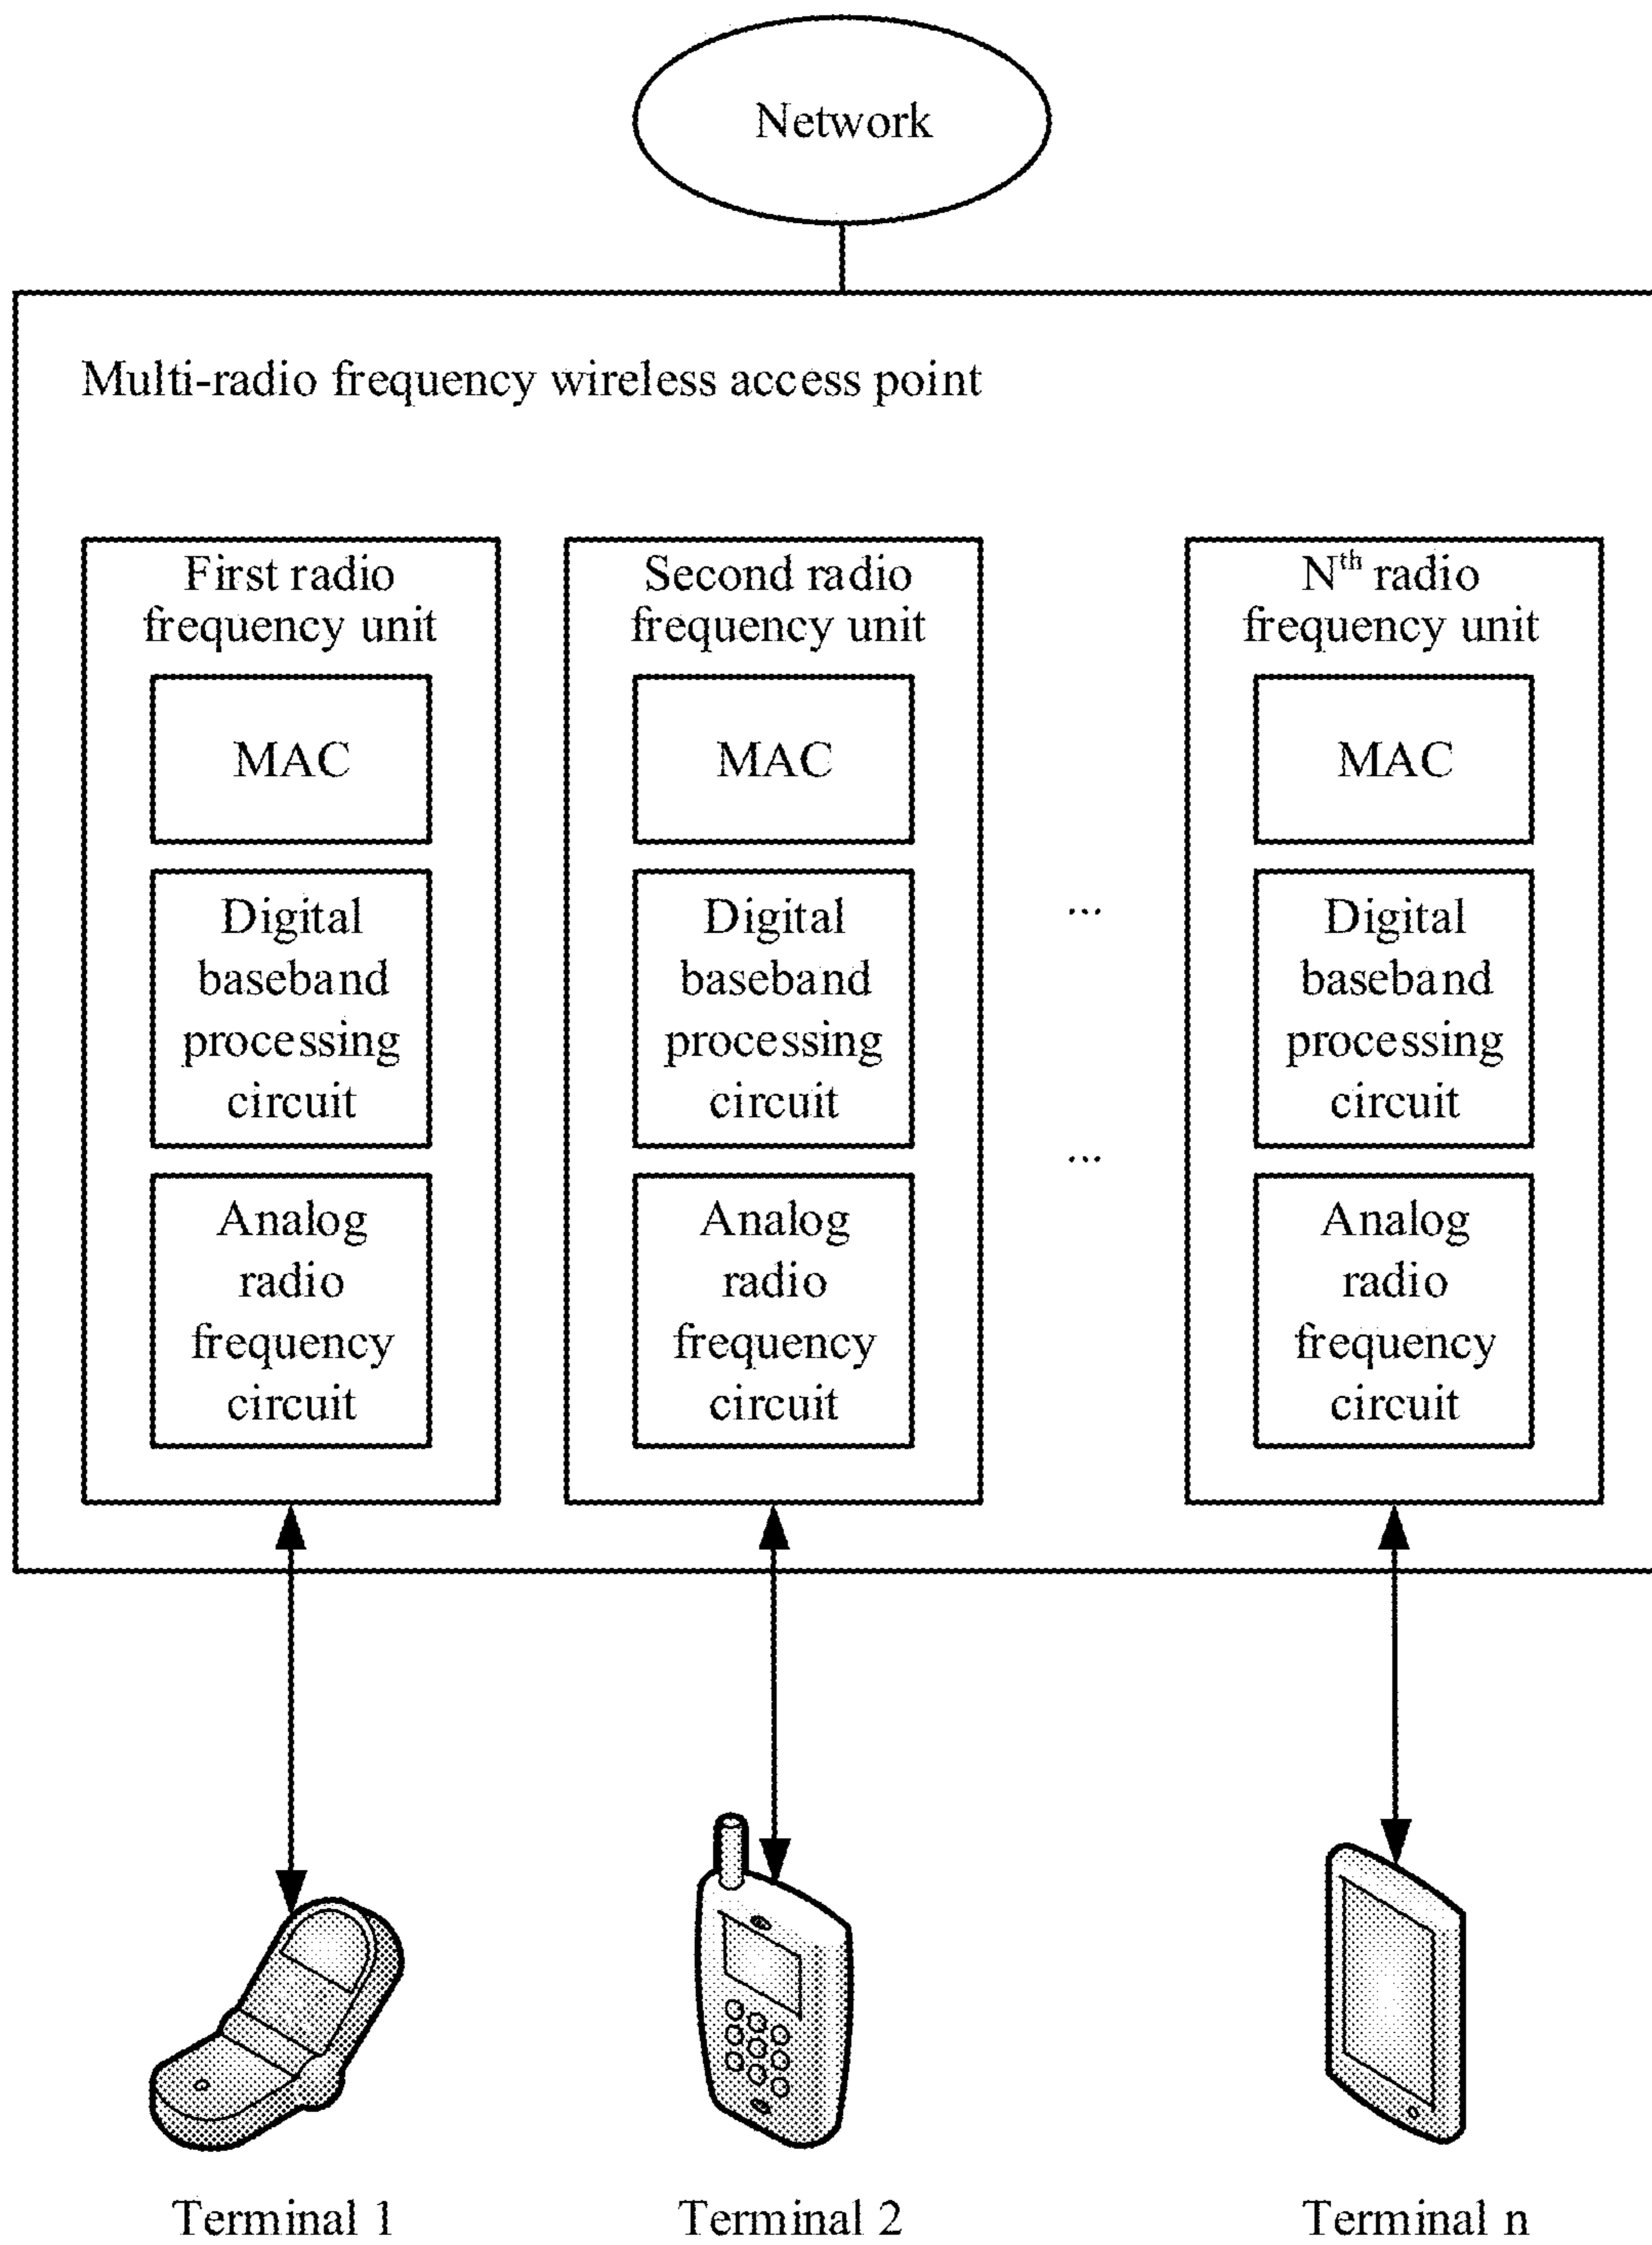 Network
Multi-radio frequency wireless access point
First radio
frequency unit
MAC
Digital
baseband
processing
circuit
Analog
radio
frequency
circuit
Second radio
frequency unit
MAC
Digital
baseband
processing
circuit
Analog
radio
frequency
circuit
...
...
Nth radio
frequency unit
MAC
Digital
baseband
processing
circuit
Analog
radio
frequency
circuit
Terminal 1
Terminal 2
Terminal n